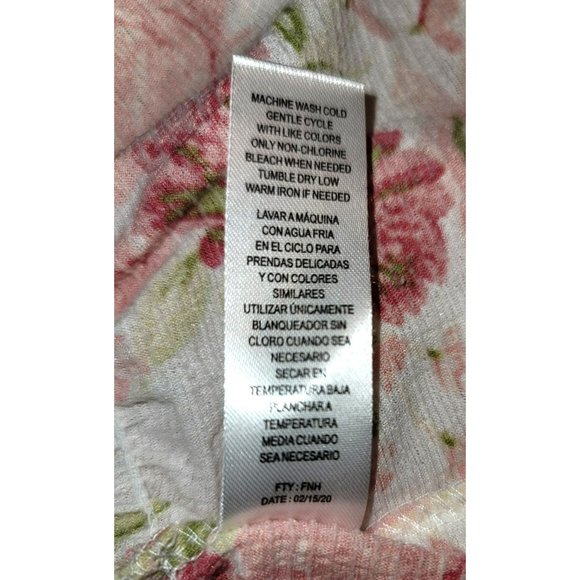 MACHINE WASH COLD
GENTLE CYCLE
WITH LIKE COLORS
ONLY NON-CHLORINE
BLEACH WHEN NEEDED
TUMBLE DRY LOW
WARM IRON IF NEEDED
LAVAR A MÁQUINA
CON AGUA FRIA
EN EL CICLO PARA
PRENDAS DELICADAS
Y CON COLORES
SIMILARES
UTILIZAR ÚNICAMENTE
BLANQUEADOR SIN
CLORO CUANDO SEA
NECESARIO
SECAR EN
TEMPERATURA BAJA
PLANCHAR A
TEMPERATURA
MEDIA CUANDO
SEA NECESARIO
FTY : FNH
DATE : 02/15/20